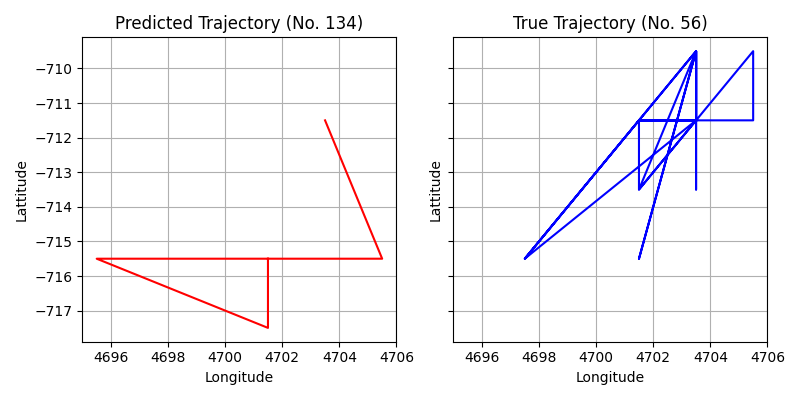 Predicted Trajectory (No. 134)
True Trajectory (No. 56)
Lattitude
−710
−711
−712
−713
−714
−715
−716
−717
4696 4698 4700 4702 4704 4706
Longitude
Lattitude
4696 4698 4700 4702 4704 4706
Longitude